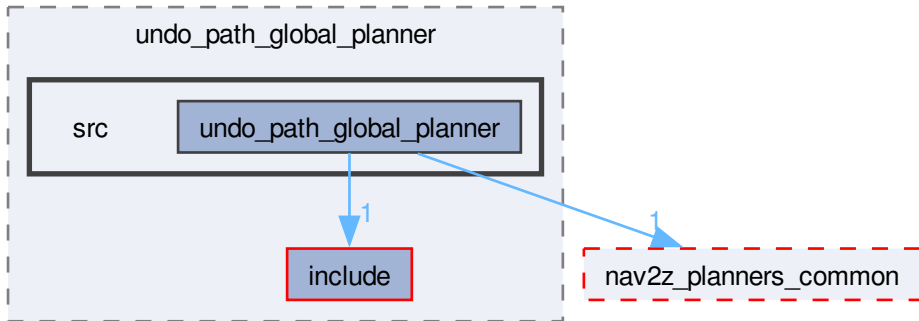 undo_path_global_planner
src
undo_path_global_planner
1
1
include
nav2z_planners_common